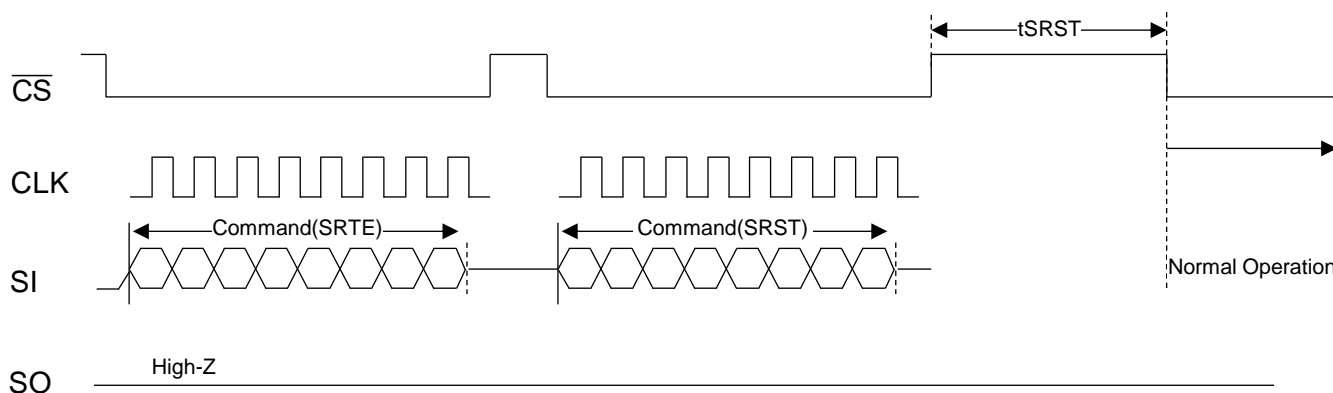 tSRST
CS
CLK
Command(SRTE)
Command(SRST)
SI
Normal Operation
High-Z
SO